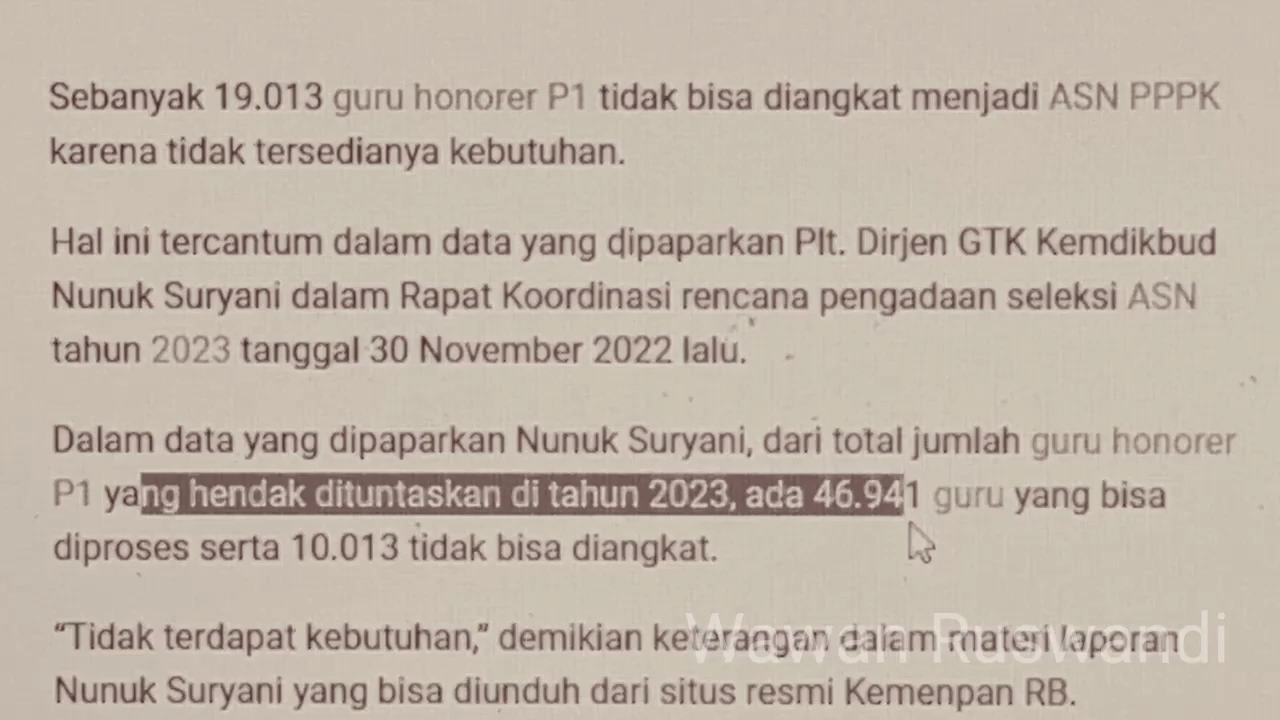 Sebanyak 19.013 guru honorer P1 tidak bisa diangkat menjadi ASN PPPK
karena tidak tersedianya kebutuhan.
Hal ini tercantum dalam data yang dipaparkan Plt. Dirjen GTK Kemdikbud
Nunuk Suryani dalam Rapat Koordinasi rencana pengadaan seleksi ASN
tahun 2023 tanggal 30 November 2022 lalu.
Dalam data yang dipaparkan Nunuk Suryani, dari total jumlah guru honorer
P1 yang hendak dituntaskan di tahun 2023, ada 46.941 guru yang bisa
diproses serta 10.013 tidak bisa diangkat.
“Tidak terdapat kebutuhan,” demikian keterangan dalam materi laporan
Nunuk Suryani yang bisa diunduh dari situs resmi Kemenpan RB.
Wawan Ruswandi